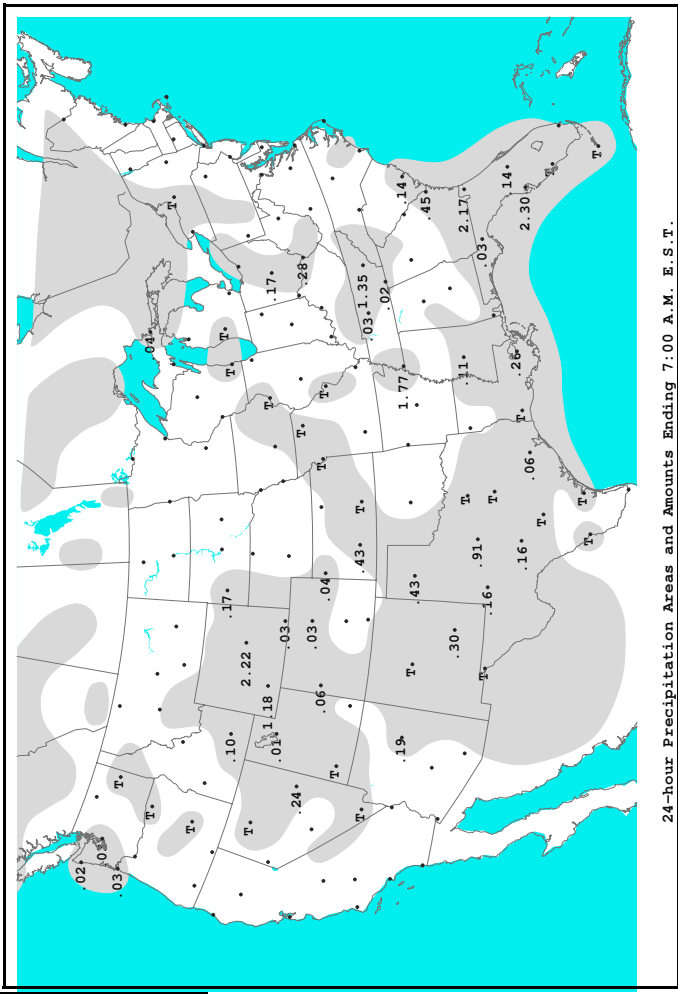 .02
.03
.03
T
T
.04
T
T
T
T
.17
.10
2.22
T
T
1.18
.17
.01
.03
.24
.28
T
.03
.06
T
T
.04
T
.43
T
T
1.35
.03
.02
.14
.19
1.77
T
.43
.45
.30
2.17
.11
T
.91
.03
T
.16
T
.14
.26
T
.16
2.30
.06
T
T
T
T
T
24-hour Precipitation Areas and Amounts Ending 7:00 A.M. E.S.T.